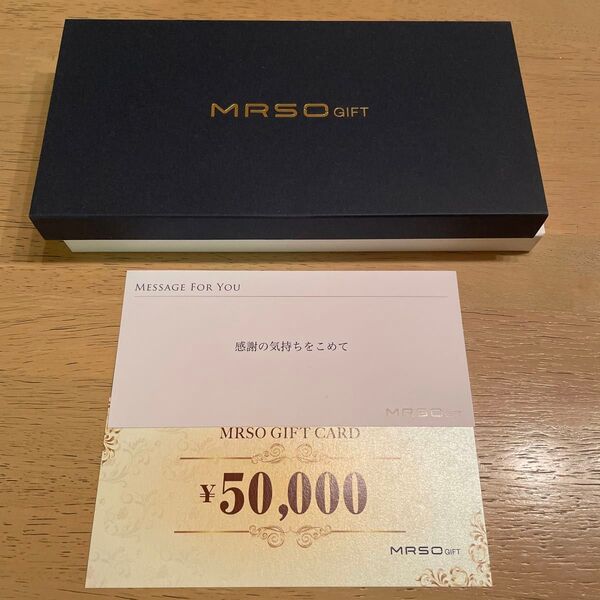 MRSO GIFT
MESSAGE FOR YOU
感謝の気持ちをこめて
MRSO GIFT
MRSO GIFT CARD
¥50,000
MRSO GIFT